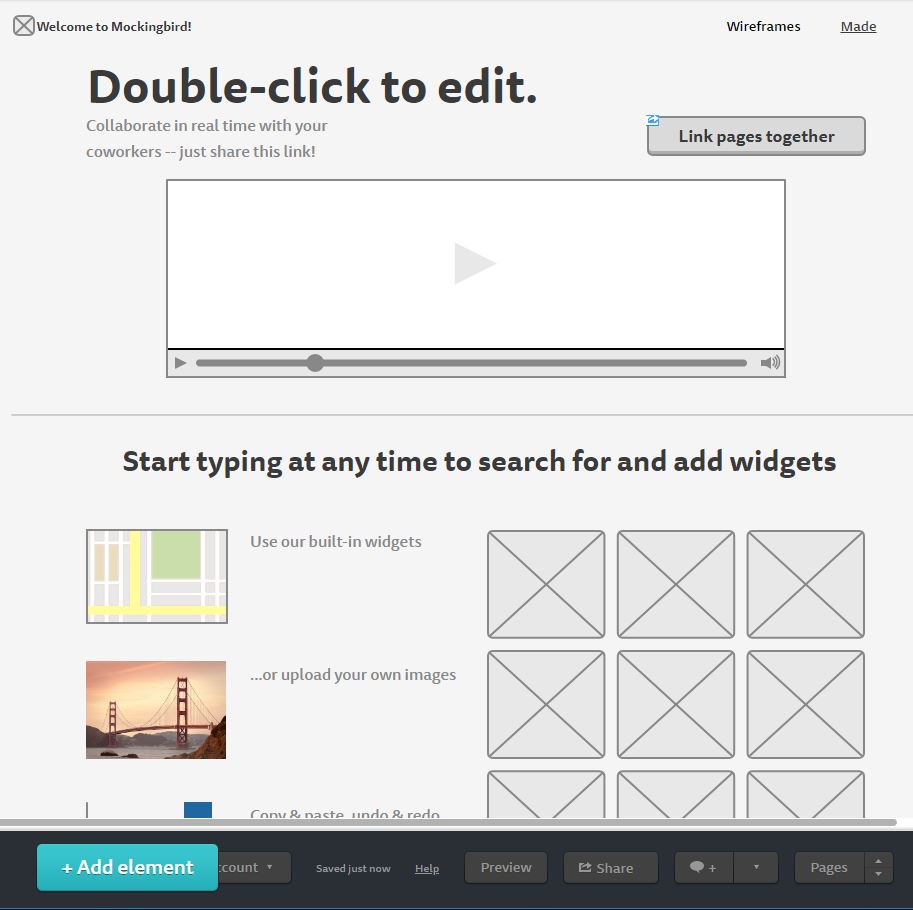 Welcome to Mockingbird!
Wireframes
Made
Double-click to edit.
Collaborate in real time with your
coworkers -- just share this link!
Link pages together
Start typing at any time to search for and add widgets
Use our built-in widgets
...or upload your own images
Copy & paste, undo & redo
+ Add element
Saved just now
Help
Preview
Share
+
Pages